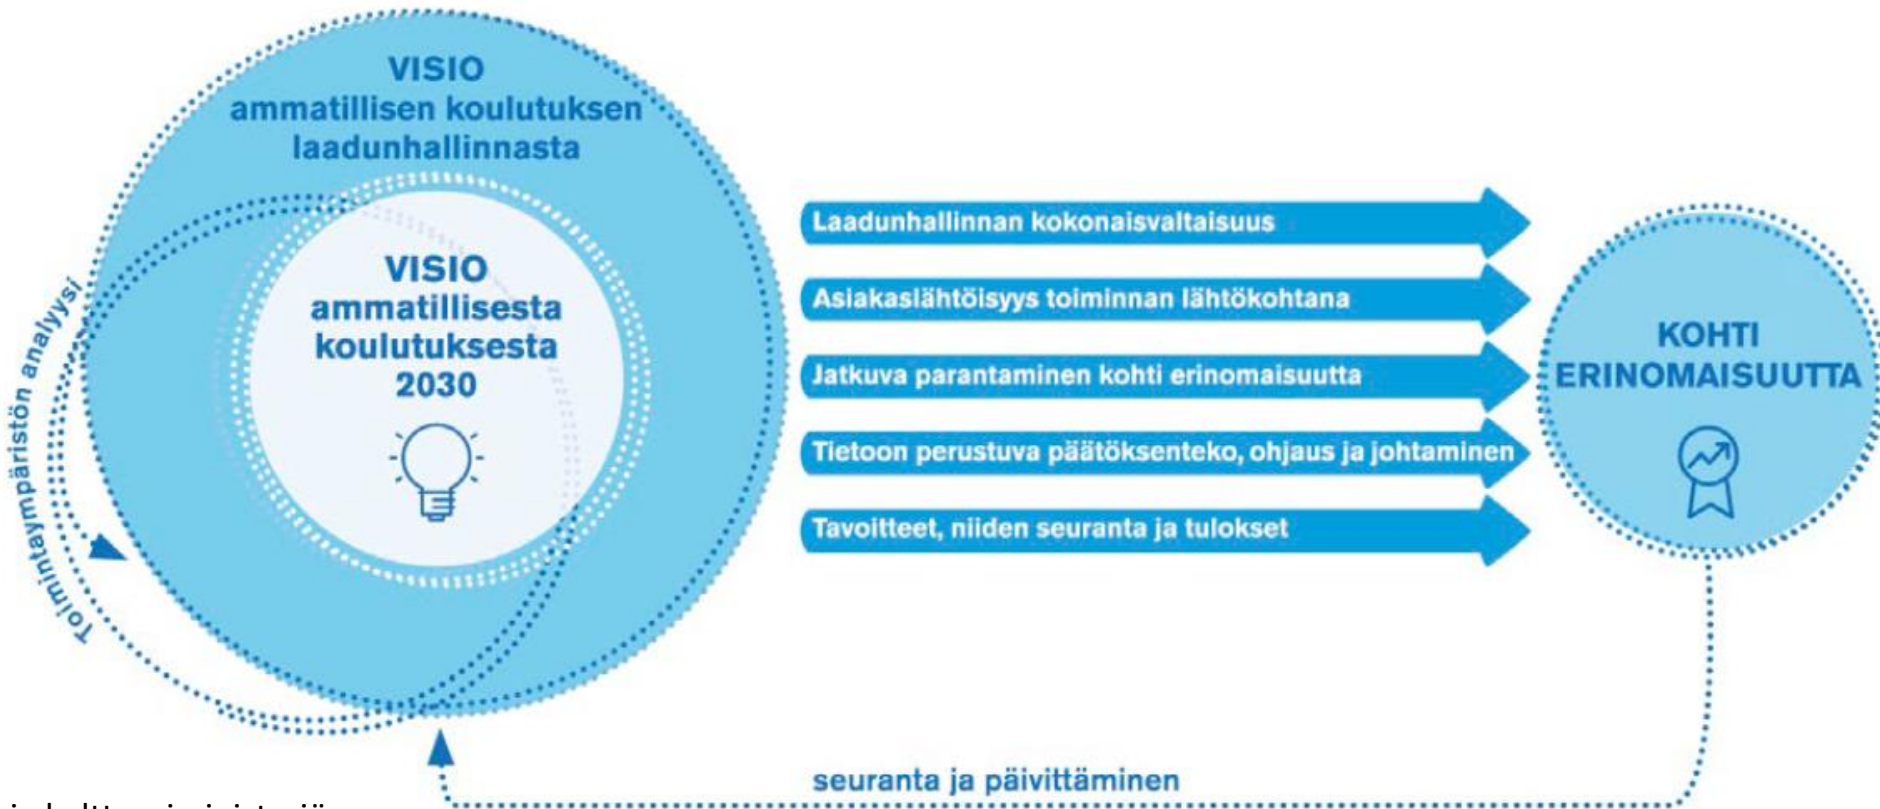 VISIO
ammatillisen koulutuksen
laadunhallinnasta
VISIO
ammatillisesta
koulutuksesta
2030
Toimintaympäristön analyysi
Laadunhallinnan kokonaisvaltaisuus
Asiakaslähtöisyys toiminnan lähtökohtana
Jatkuva parantaminen kohti erinomaisuutta
Tietoon perustuva päätöksenteko, ohjaus ja johtaminen
Tavoitteet, niiden seuranta ja tulokset
KOHTI
ERINOMAISUUTTA
seuranta ja päivittäminen